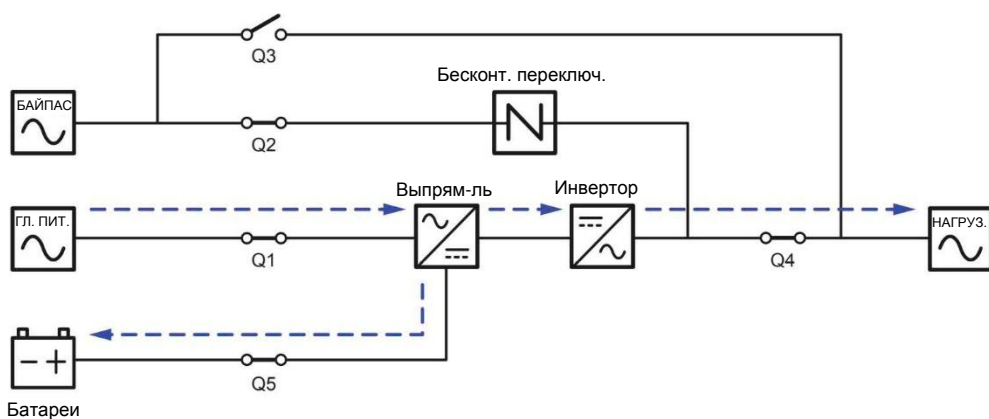 Q3
Бесконт. переключ.
БАЙПАС
Q2
Выпрям-ль
Инвертор
ГЛ. ПИТ.
НАГРУЗ.
Q1
Q4
Q5
Батареи